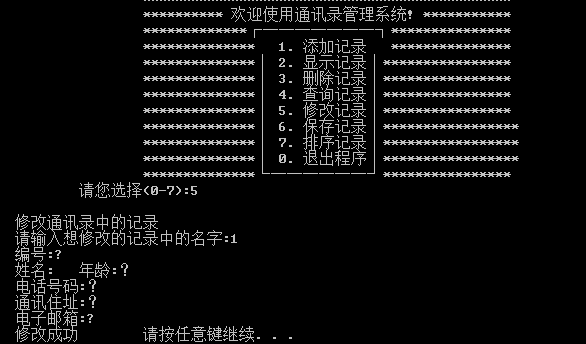 ********** 欢迎使用通讯录管理系统! ***********
1. 添加记录
2. 显示记录
3. 删除记录
4. 查询记录
5. 修改记录
6. 保存记录
7. 排序记录
0. 退出程序
请您选择(0-7):5
修改通讯录中的记录
请输入想修改的记录中的名字:1
编号:?
姓名: 年龄:?
电话号码:?
通讯住址:?
电子邮箱:?
修改成功 请按任意键继续. . .